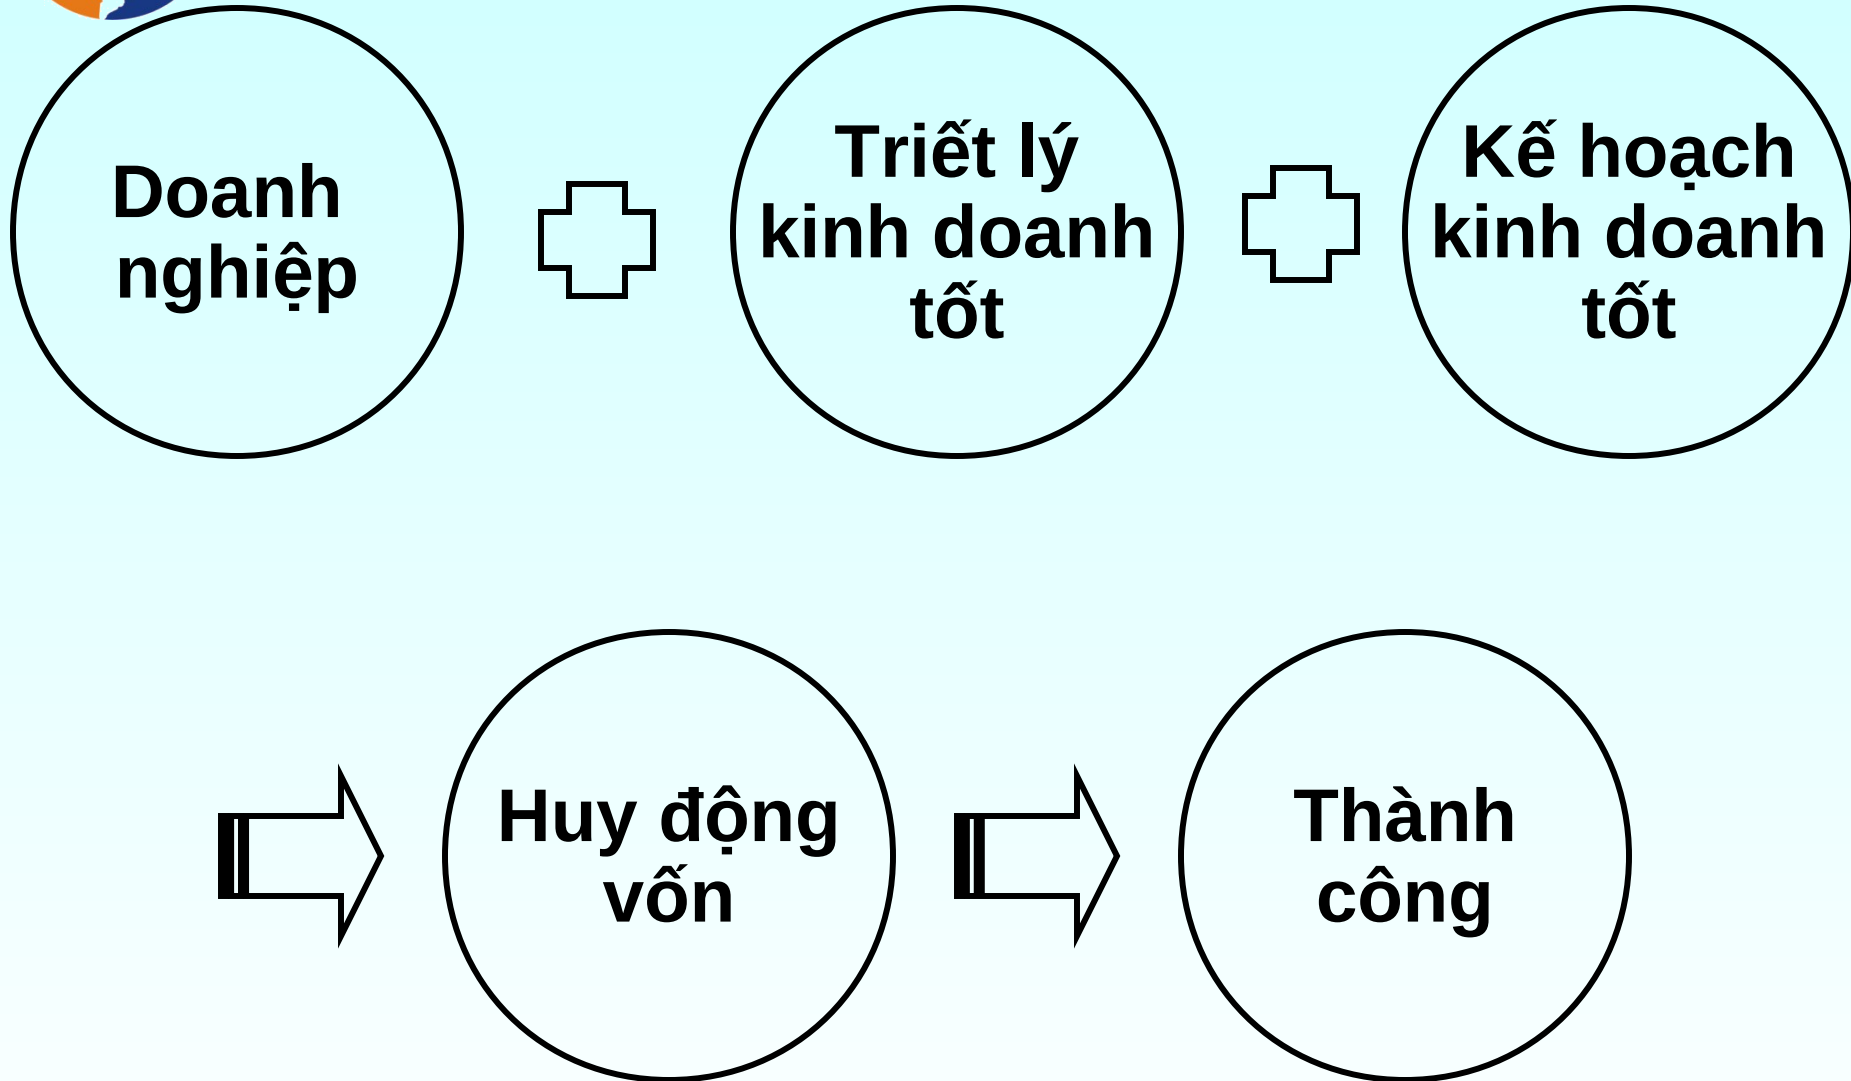 Doanh
nghiệp
Triết lý
kinh doanh
tốt
Kế hoạch
kinh doanh
tốt
Huy động
vốn
Thành
công